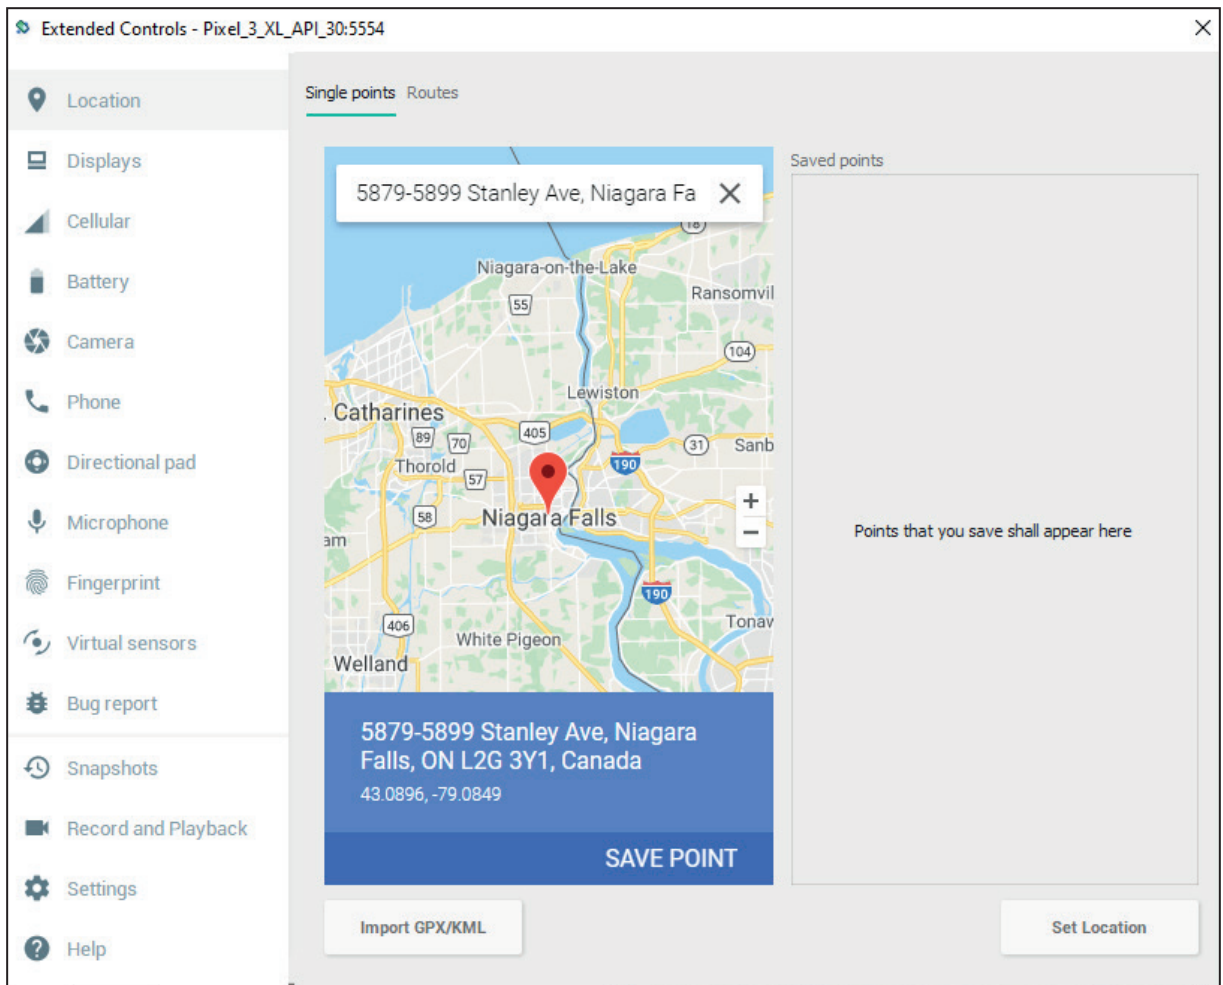 Extended Controls - Pixel_3_XL_API_30:5554
Location
Displays
Cellular
Battery
Camera
Phone
Directional pad
Microphone
Fingerprint
Virtual sensors
Bug report
Snapshots
Record and Playback
Settings
Help
Single points Routes
5879-5899 Stanley Ave, Niagara Fa
18
Niagara-on-the-Lake
55
Ransomvil
104
Lewiston
. Catharines
89
70
405
31
Sanb
Thorold
57
190
58
Niagara Falls
+
−
am
190
406
White Pigeon
Tonav
Welland
5879-5899 Stanley Ave, Niagara
Falls, ON L2G 3Y1, Canada
43.0896, -79.0849
SAVE POINT
Import GPX/KML
Saved points
Points that you save shall appear here
Set Location